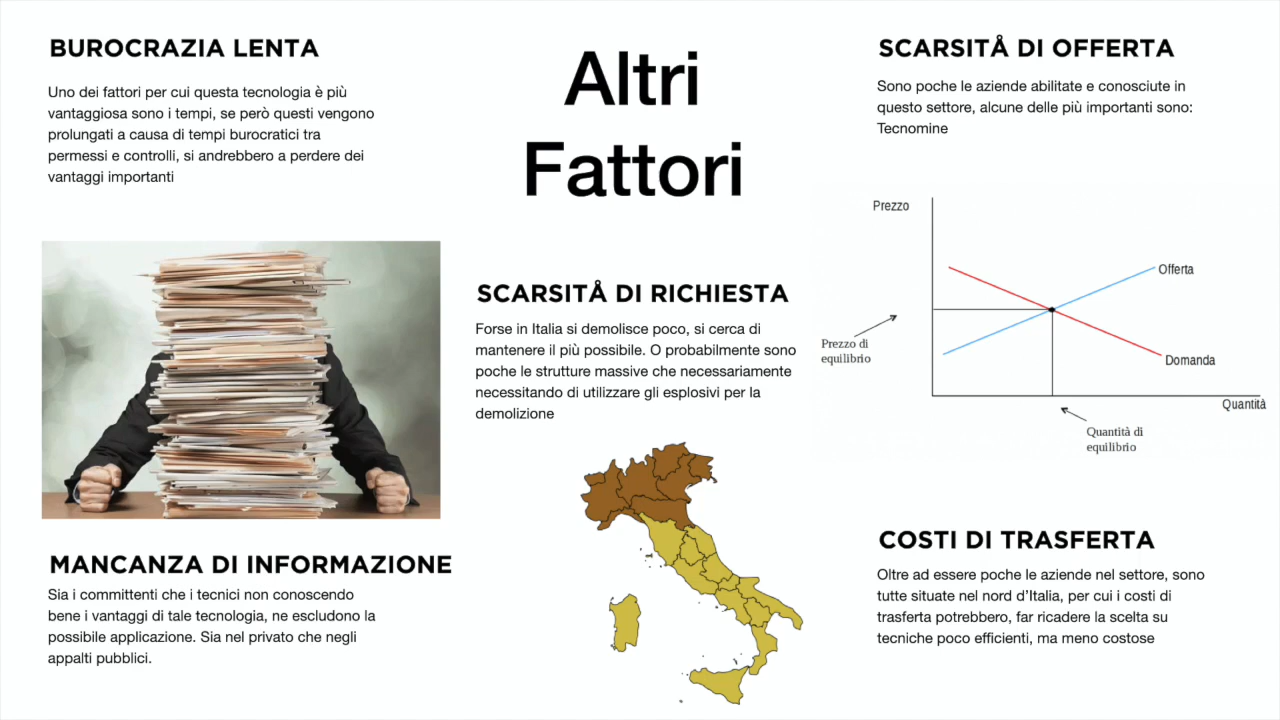 BUROCRAZIA LENTA
Uno dei fattori per cui questa tecnologia è più
vantaggiosa sono i tempi, se però questi vengono
prolungati a causa di tempi burocratici tra
permessi e controlli, si andrebbero a perdere dei
vantaggi importanti
MANCANZA DI INFORMAZIONE
Sia i committenti che i tecnici non conoscendo
bene i vantaggi di tale tecnologia, ne escludono la
possibile applicazione. Sia nel privato che negli
appalti pubblici.
Altri
Fattori
SCARSITÅ DI RICHIESTA
Forse in Italia si demolisce poco, si cerca di
mantenere il più possibile. O probabilmente sono
poche le strutture massive che necessariamente
necessitando di utilizzare gli esplosivi per la
demolizione
SCARSITÅ DI OFFERTA
Sono poche le aziende abilitate e conosciute in
questo settore, alcune delle più importanti sono:
Tecnomine
Prezzo
Offerta
Prezzo di
equilibrio
Domanda
Quantità
Quantità di
equilibrio
COSTI DI TRASFERTA
Oltre ad essere poche le aziende nel settore, sono
tutte situate nel nord d'Italia, per cui i costi di
trasferta potrebbero, far ricadere la scelta su
tecniche poco efficienti, ma meno costose